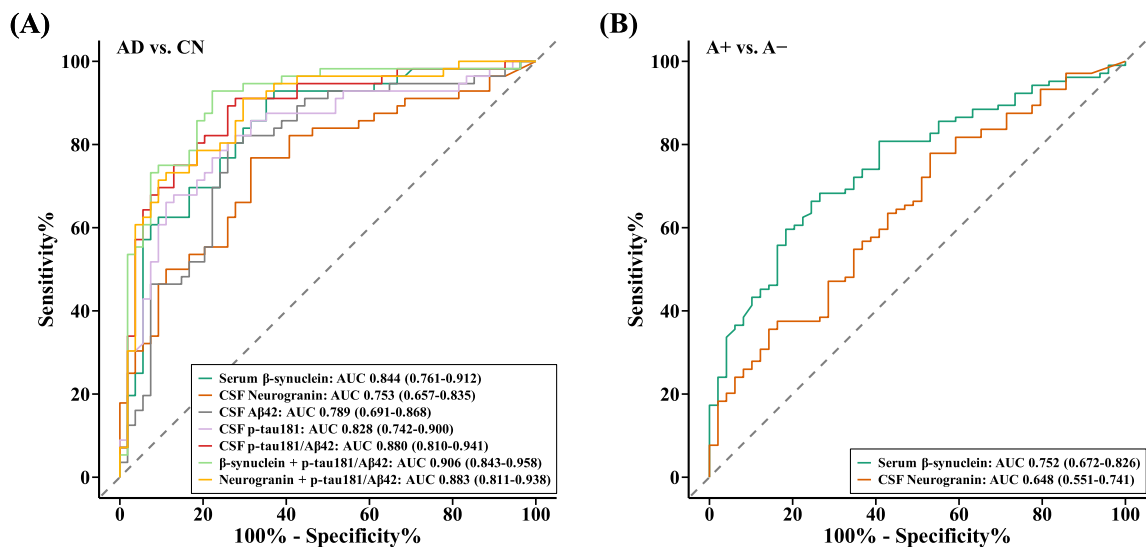 (A)
AD vs. CN
Sensitivity%
100
80
60
40
20
0
Serum β-synuclein: AUC 0.844 (0.761-0.912)
CSF Neurogranin: AUC 0.753 (0.657-0.835)
CSF Aβ42: AUC 0.789 (0.691-0.868)
CSF p-tau181: AUC 0.828 (0.742-0.900)
CSF p-tau181/Aβ42: AUC 0.880 (0.810-0.941)
β-synuclein + p-tau181/Aβ42: AUC 0.906 (0.843-0.958)
Neurogranin + p-tau181/Aβ42: AUC 0.883 (0.811-0.938)
0 20 40 60 80 100
100% - Specificity%
(B)
A+ vs. A−
Sensitivity%
100
80
60
40
20
0
Serum β-synuclein: AUC 0.752 (0.672-0.826)
CSF Neurogranin: AUC 0.648 (0.551-0.741)
0 20 40 60 80 100
100% - Specificity%